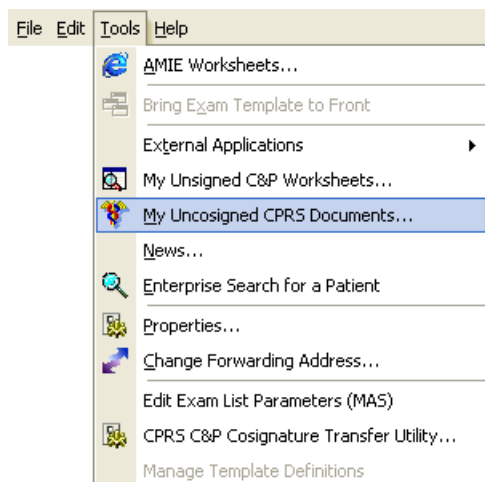 File Edit Tools Help
AMIE Worksheets...
Bring Exam Template to Front
External Applications
My Unsigned C&P Worksheets...
My Uncosigned CPRS Documents...
News...
Enterprise Search for a Patient
Properties...
Change Forwarding Address...
Edit Exam List Parameters (MAS)
CPRS C&P Cosignature Transfer Utility...
Manage Template Definitions